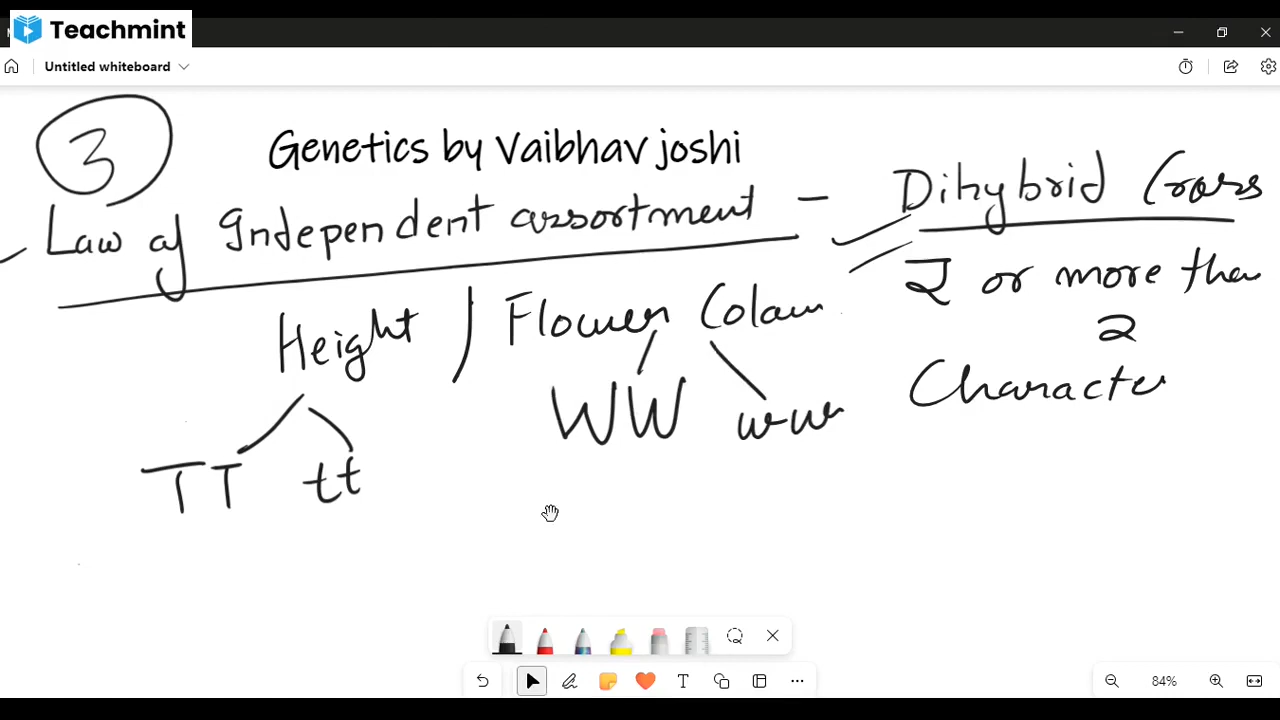 Teachmint
Untitled whiteboard
3
Genetics by Vaibhav joshi
Law of Independent assortment - Dihybrid Cross
2 or more than
2
Character
Height / Flower Colour
TT tt
WW ww
84%